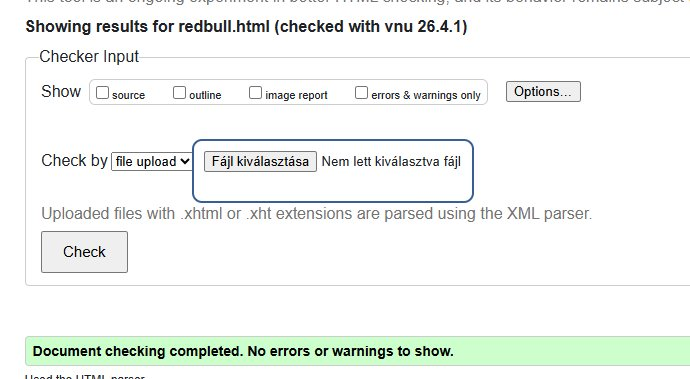 This tool is an ongoing experiment in better HTML checking, and its behavior remains subject
Showing results for redbull.html (checked with vnu 26.4.1)
Checker Input
Show source outline image report errors & warnings only Options...
Check by file upload Fájl kiválasztása Nem lett kiválasztva fájl
Uploaded files with .xhtml or .xht extensions are parsed using the XML parser.
Check
Document checking completed. No errors or warnings to show.
Used the HTML parser.